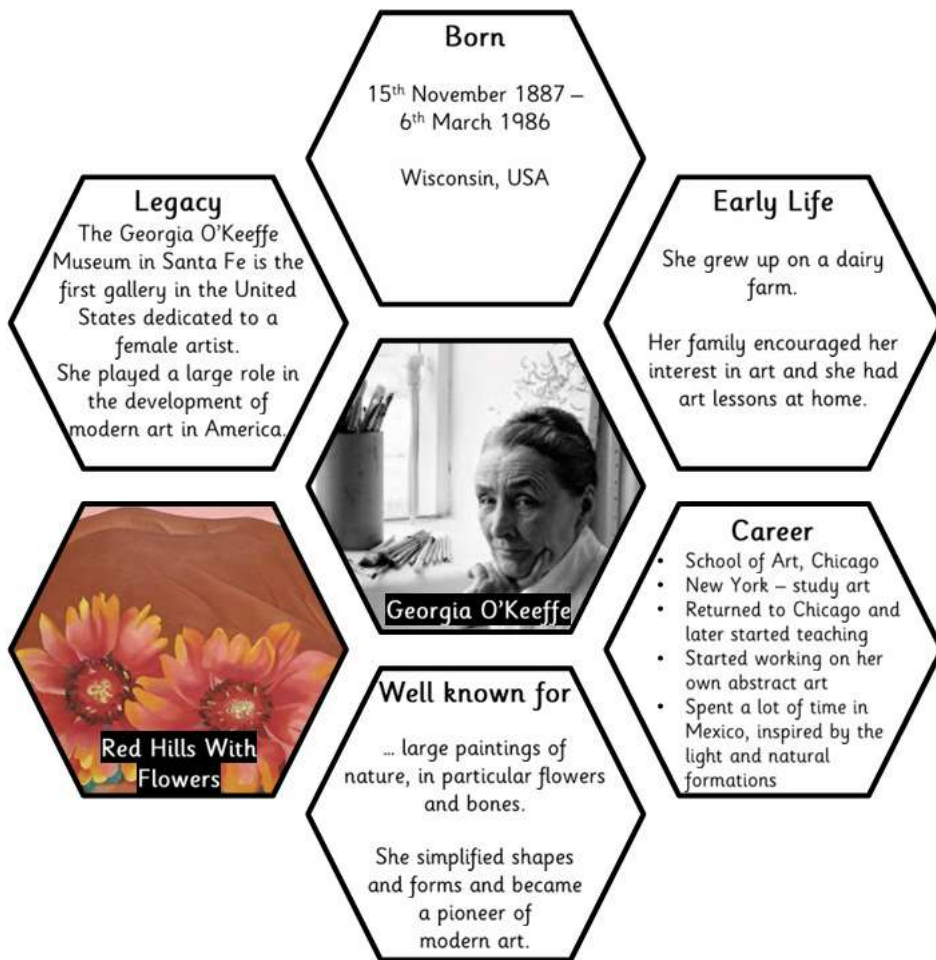 Born
15th November 1887 –
6th March 1986
Wisconsin, USA
Legacy
The Georgia O'Keeffe
Museum in Santa Fe is the
first gallery in the United
States dedicated to a
female artist.
She played a large role in
the development of
modern art in America.
Early Life
She grew up on a dairy
farm.
Her family encouraged her
interest in art and she had
art lessons at home.
Georgia O'Keeffe
Red Hills With
Flowers
Career
• School of Art, Chicago
• New York – study art
• Returned to Chicago and
later started teaching
• Started working on her
own abstract art
• Spent a lot of time in
Mexico, inspired by the
light and natural
formations
Well known for
... large paintings of
nature, in particular flowers
and bones.
She simplified shapes
and forms and became
a pioneer of
modern art.